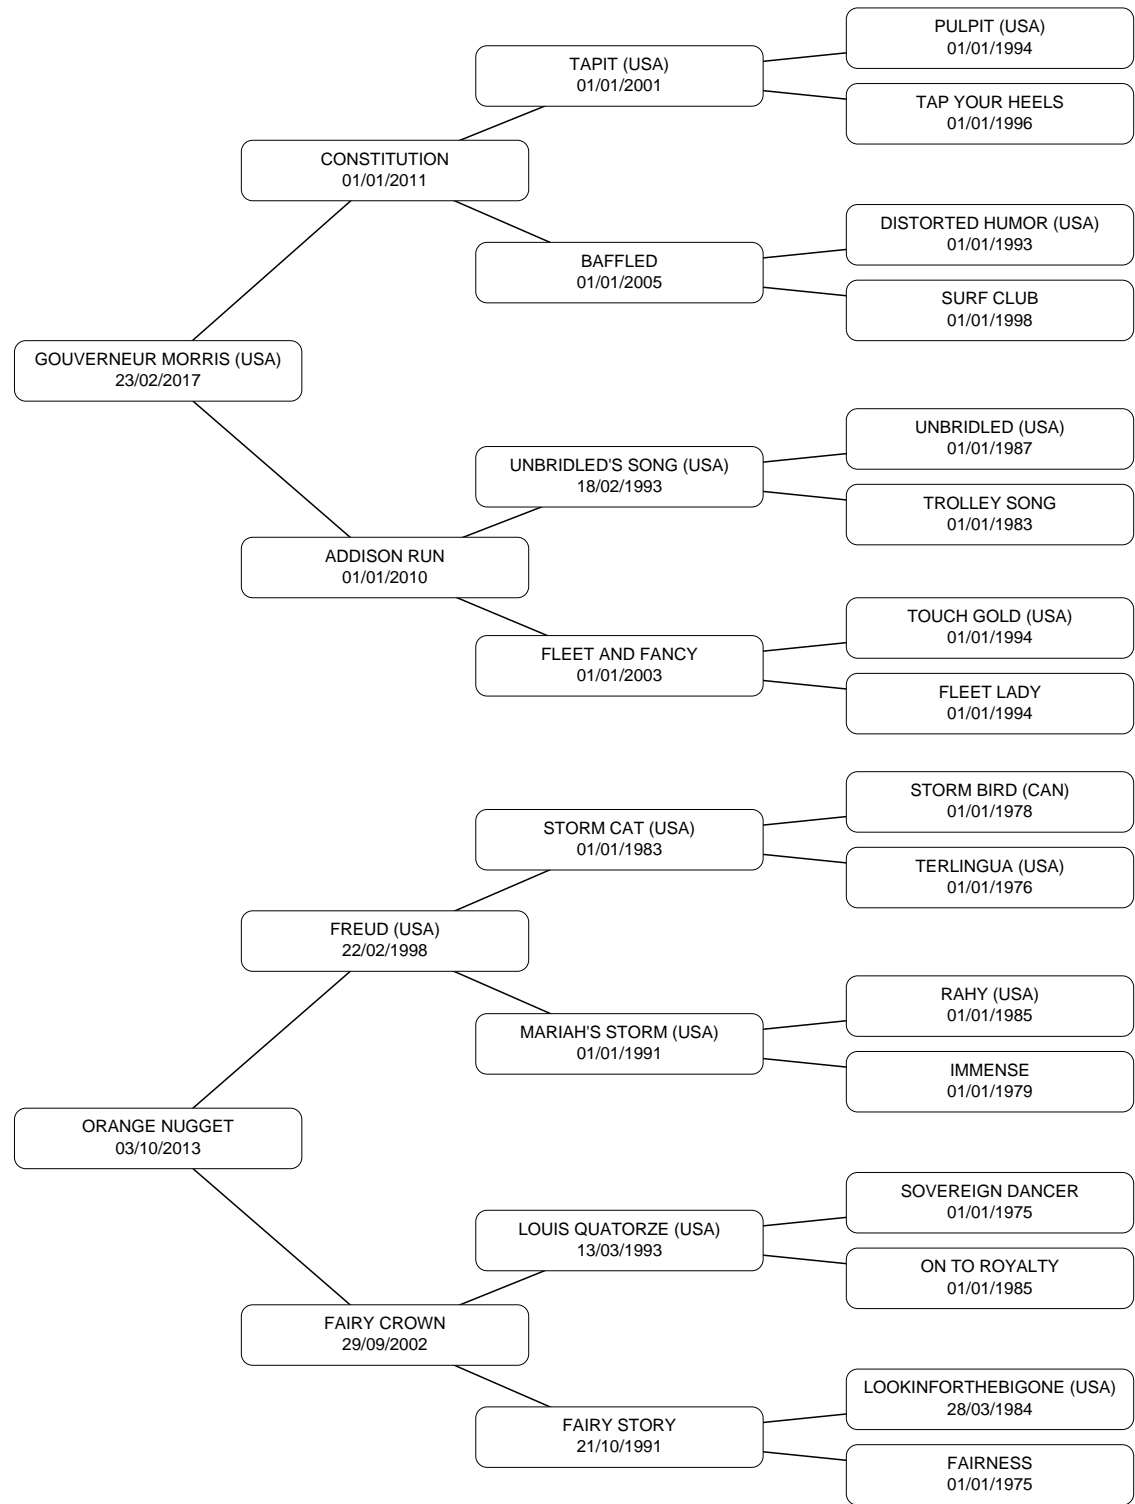 PULPIT (USA)
01/01/1994
TAPIT (USA)
01/01/2001
TAP YOUR HEELS
01/01/1996
CONSTITUTION
01/01/2011
DISTORTED HUMOR (USA)
01/01/1993
BAFFLED
01/01/2005
SURF CLUB
01/01/1998
GOUVERNEUR MORRIS (USA)
23/02/2017
UNBRIDLED (USA)
01/01/1987
UNBRIDLED'S SONG (USA)
18/02/1993
TROLLEY SONG
01/01/1983
ADDISON RUN
01/01/2010
TOUCH GOLD (USA)
01/01/1994
FLEET AND FANCY
01/01/2003
FLEET LADY
01/01/1994
STORM BIRD (CAN)
01/01/1978
STORM CAT (USA)
01/01/1983
TERLINGUA (USA)
01/01/1976
FREUD (USA)
22/02/1998
RAHY (USA)
01/01/1985
MARIAH'S STORM (USA)
01/01/1991
IMMENSE
01/01/1979
ORANGE NUGGET
03/10/2013
SOVEREIGN DANCER
01/01/1975
LOUIS QUATORZE (USA)
13/03/1993
ON TO ROYALTY
01/01/1985
FAIRY CROWN
29/09/2002
LOOKINFORTHEBIGONE (USA)
28/03/1984
FAIRY STORY
21/10/1991
FAIRNESS
01/01/1975